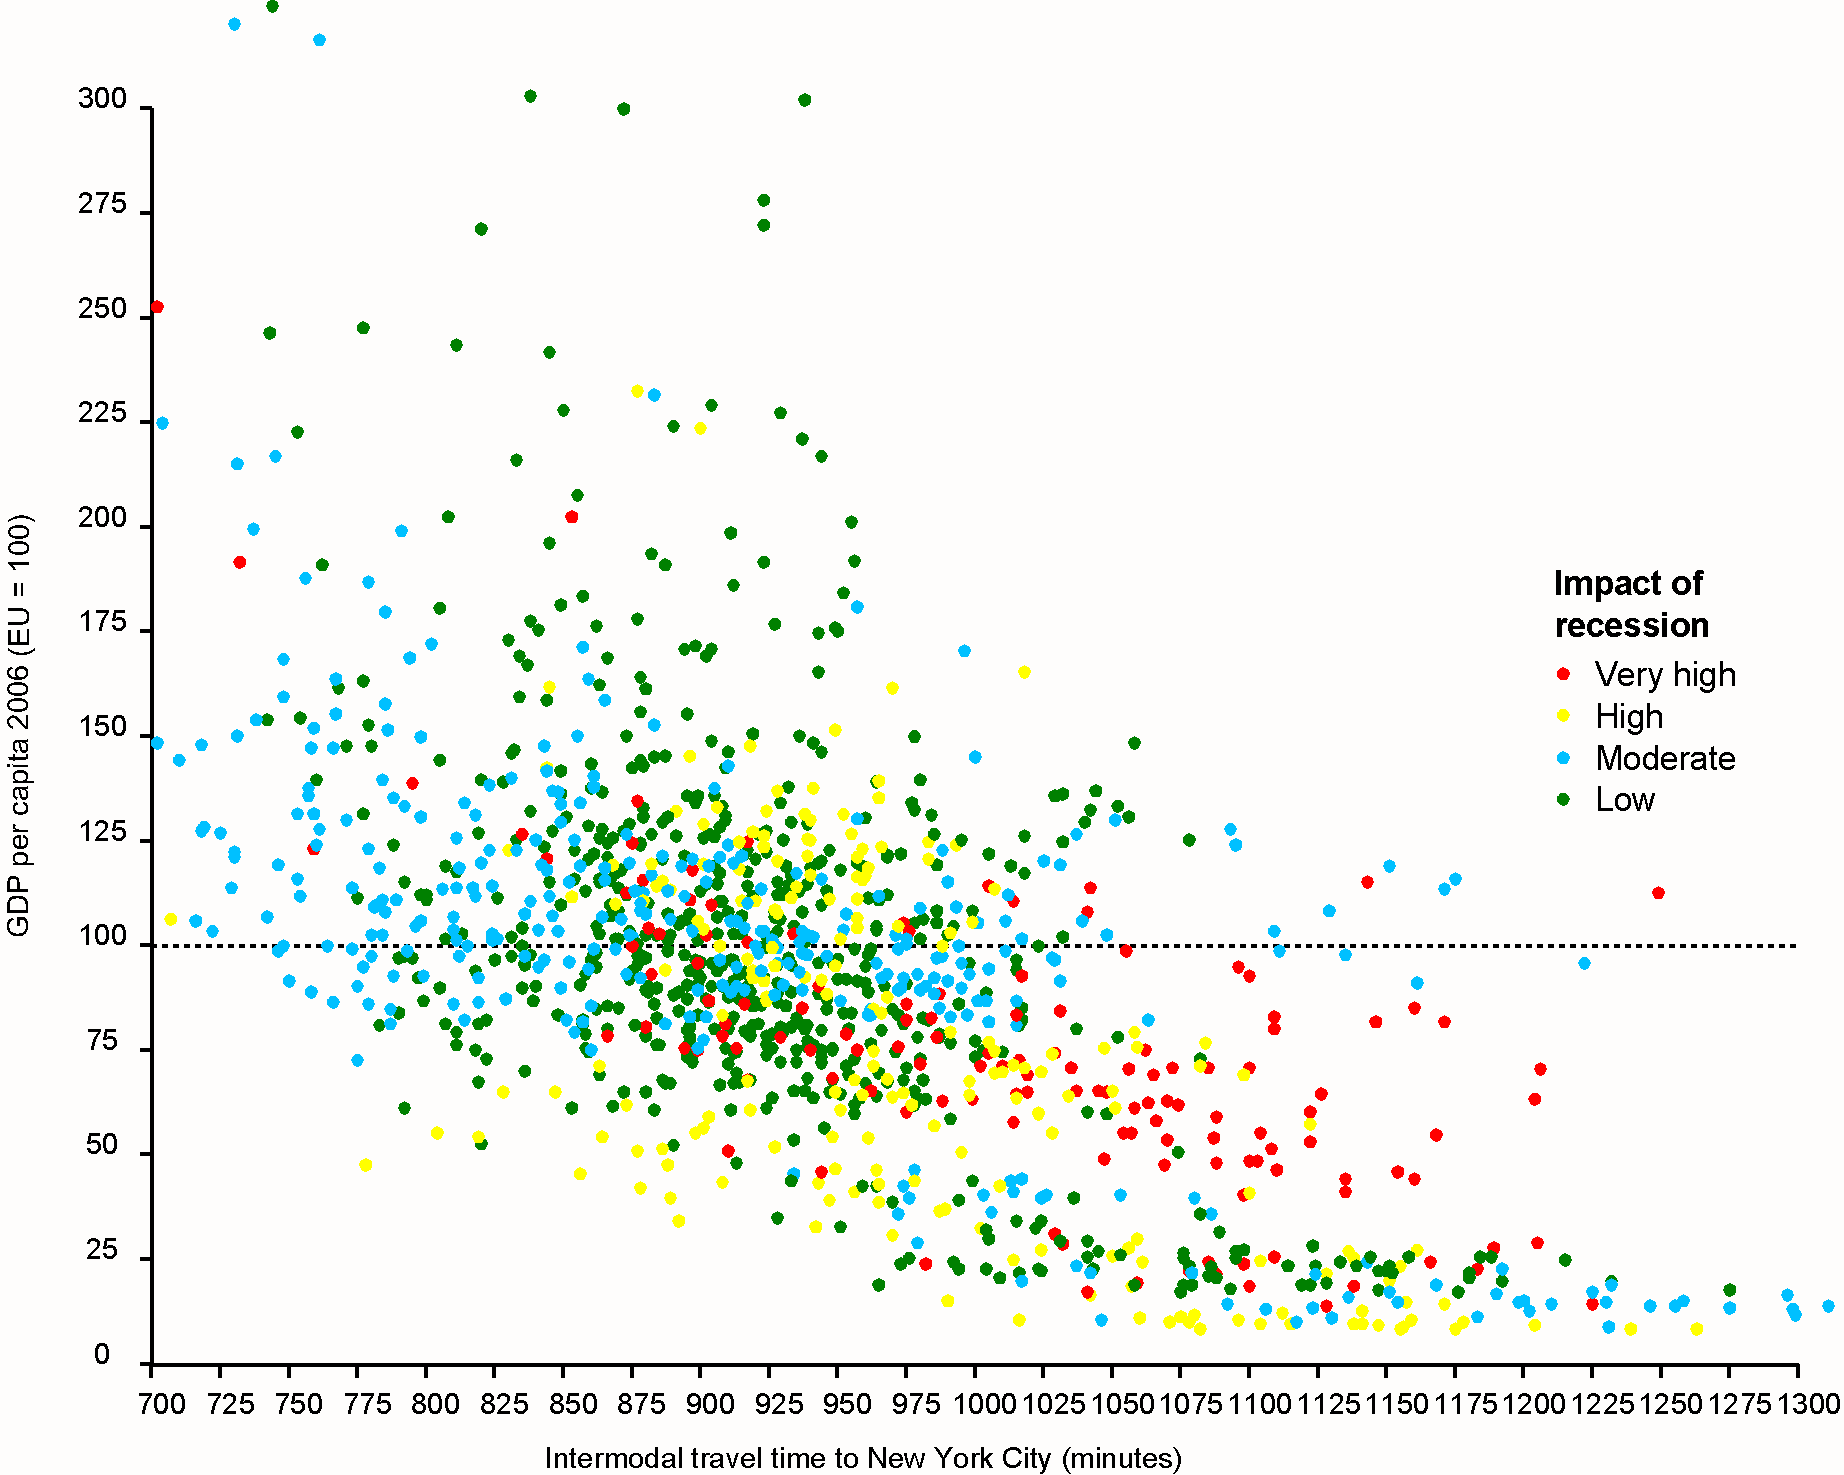 300
275
250
225
200
175
150
125
100
75
50
25
0
GDP per capita 2006 (EU = 100)
Impact of
recession
Very high
High
Moderate
Low
700 725 750 775 800 825 850 875 900 925 950 975 1000 1025 1050 1075 1100 1125 1150 1175 1200 1225 1250 1275 1300
Intermodal travel time to New York City (minutes)